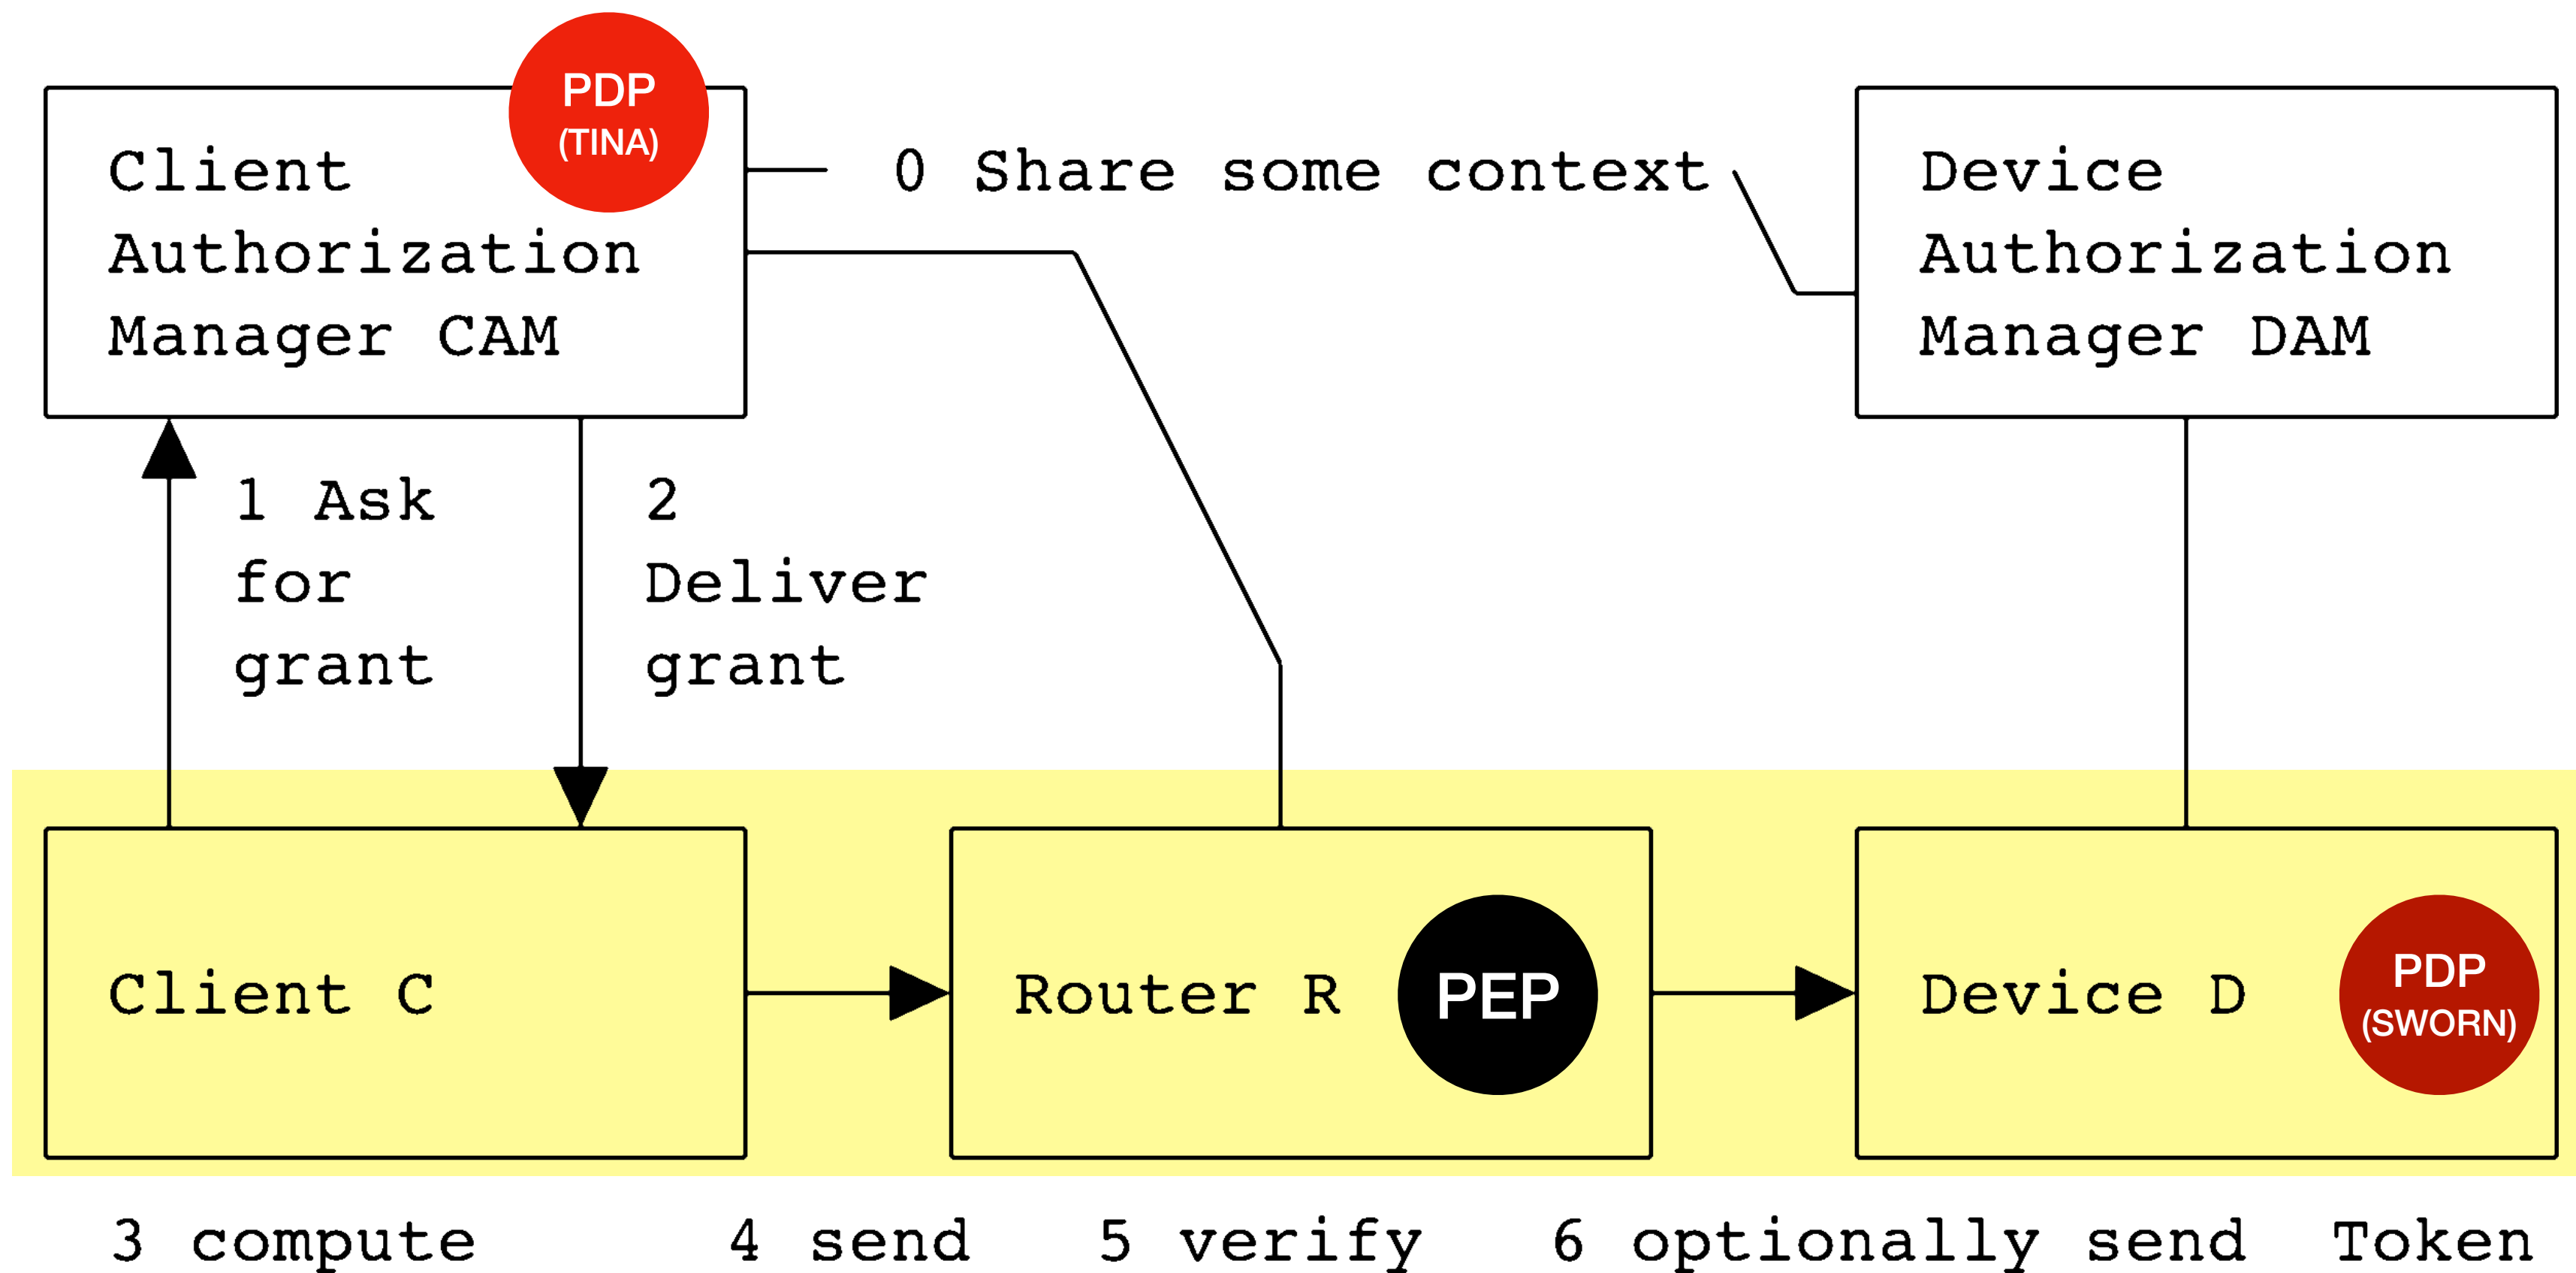 PDP
(TINA)
Client
Authorization
Manager CAM
0 Share some context
Device
Authorization
Manager DAM
1 Ask
for
grant
2
Deliver
grant
Client C
Router R
PEP
Device D
PDP
(SWORN)
3 compute 4 send 5 verify 6 optionally send Token